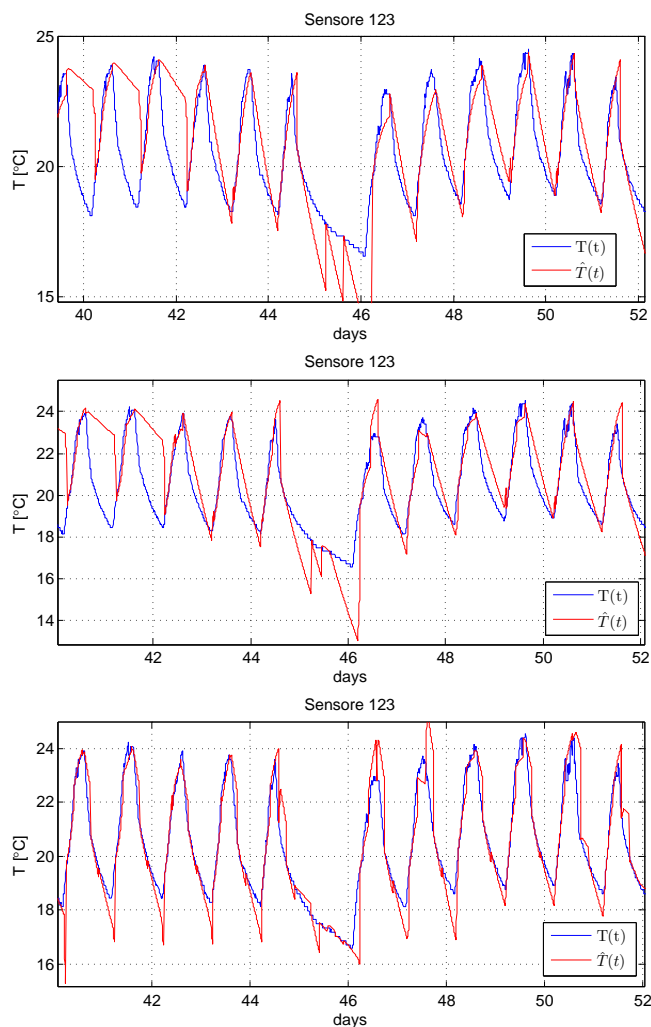 Sensore 123
25
20
15
T [°C]
40 42 44 46 48 50 52
days
T(t)
T̂(t)
Sensore 123
24
22
20
18
16
14
T [°C]
42 44 46 48 50 52
days
T(t)
T̂(t)
Sensore 123
24
22
20
18
16
T [°C]
42 44 46 48 50 52
days
T(t)
T̂(t)